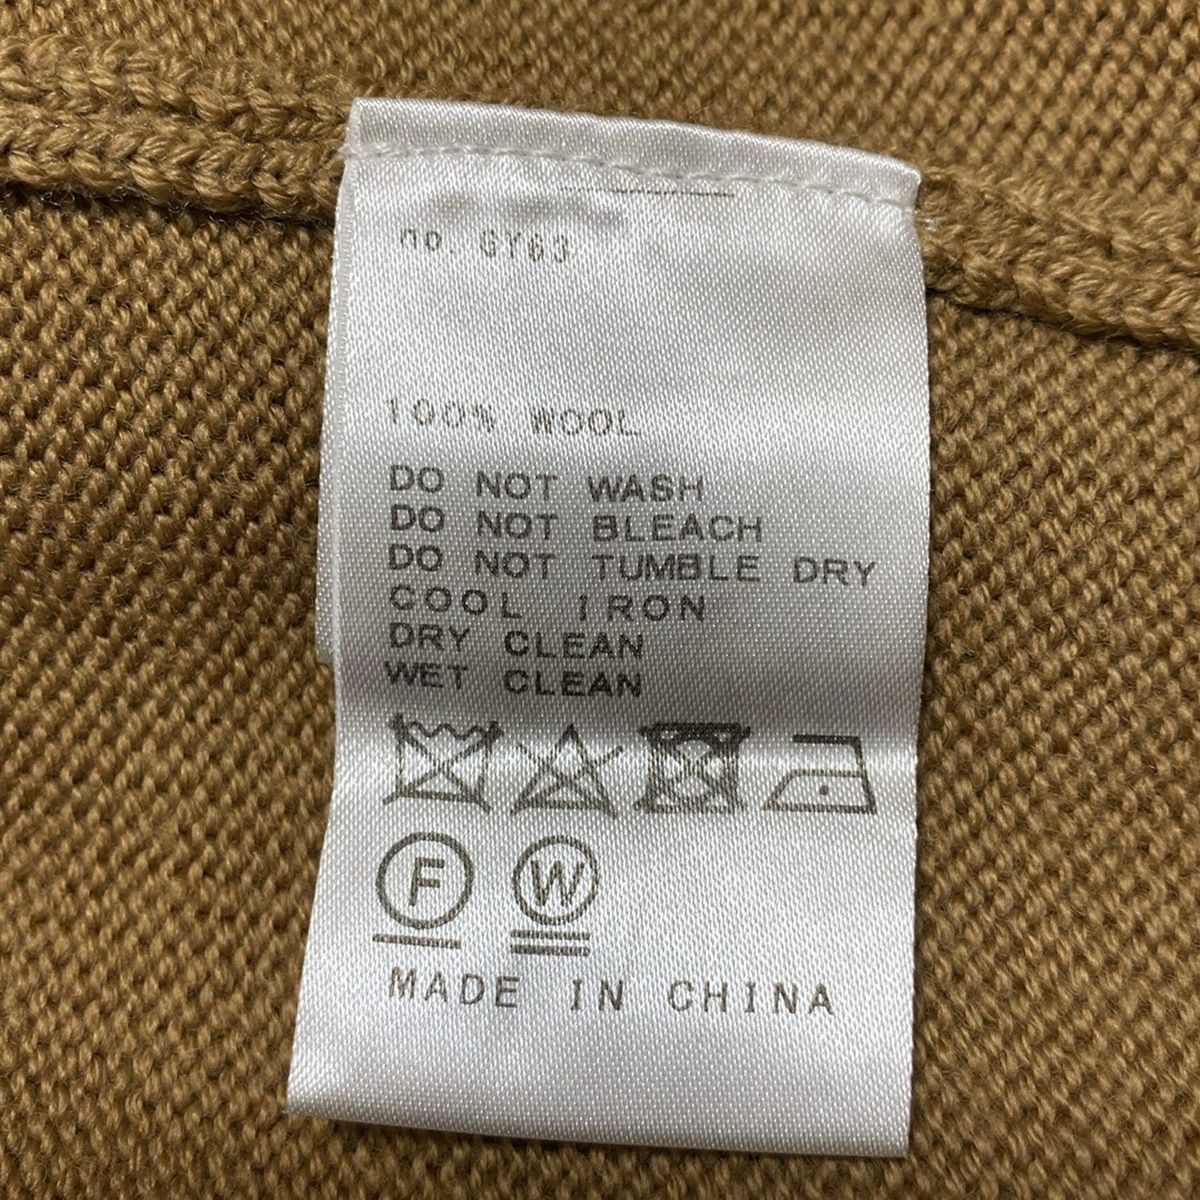 no. GY63
100% WOOL
DO NOT WASH
DO NOT BLEACH
DO NOT TUMBLE DRY
COOL IRON
DRY CLEAN
WET CLEAN
F W
MADE IN CHINA